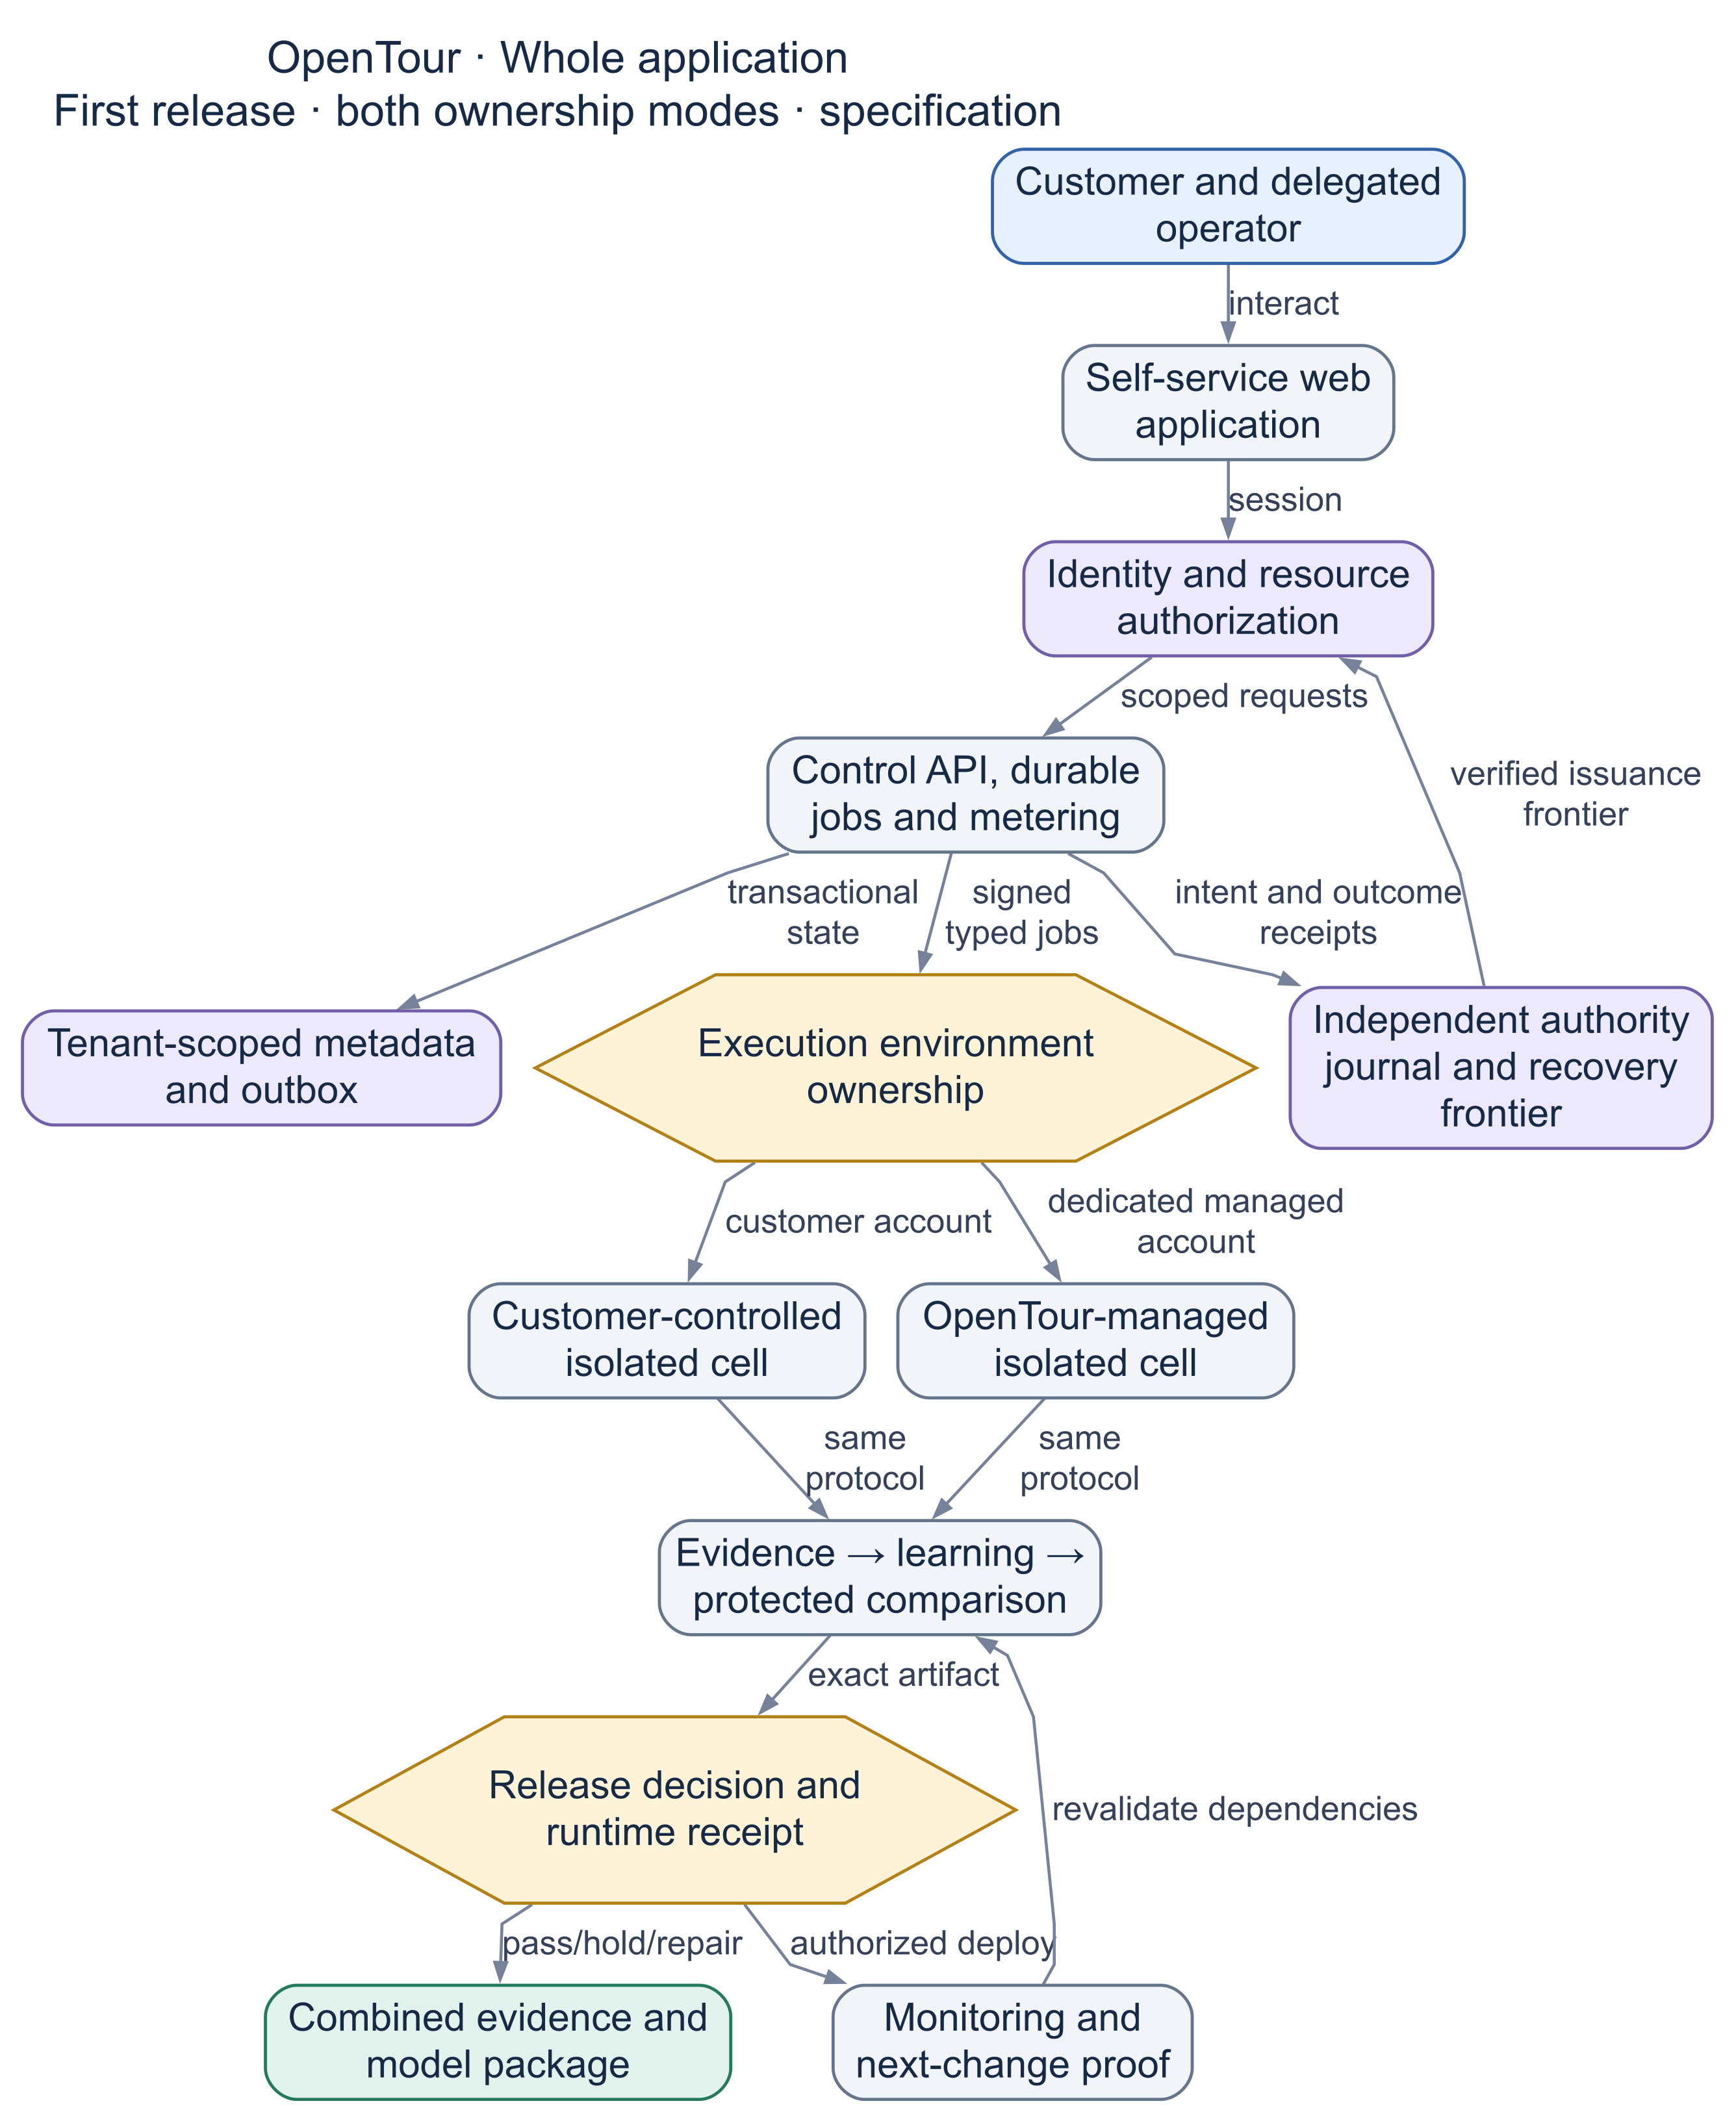 OpenTour · Whole application
First release · both ownership modes · specification
Customer and delegated
operator
interact
Self-service web
application
session
Identity and resource
authorization
scoped requests
verified issuance
frontier
Control API, durable
jobs and metering
transactional
state
signed
typed jobs
intent and outcome
receipts
Tenant-scoped metadata
and outbox
Execution environment
ownership
Independent authority
journal and recovery
frontier
customer account
dedicated managed
account
Customer-controlled
isolated cell
OpenTour-managed
isolated cell
same
protocol
same
protocol
Evidence → learning →
protected comparison
exact artifact
Release decision and
runtime receipt
revalidate dependencies
pass/hold/repair
authorized deploy
Combined evidence and
model package
Monitoring and
next-change proof